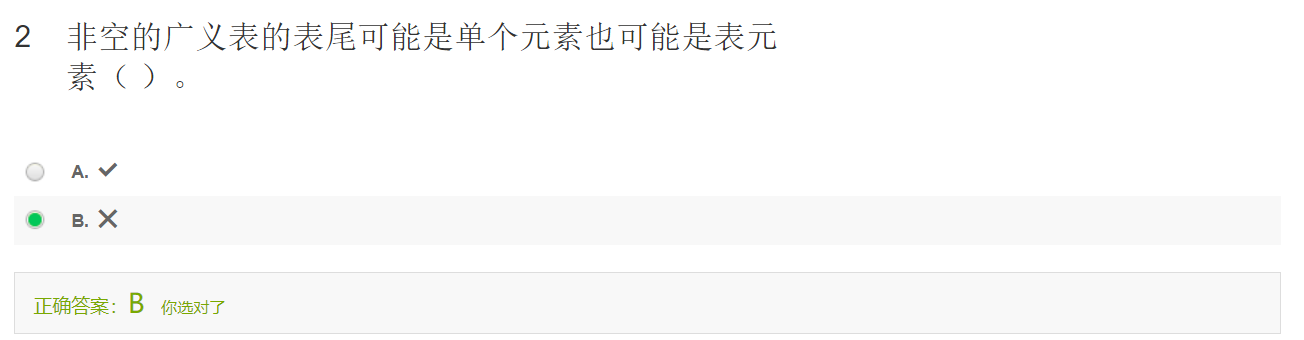 2 非空的广义表的表尾可能是单个元素也可能是表元
素（ ）。
A. ✓
B. ✕
正确答案：B 你选对了